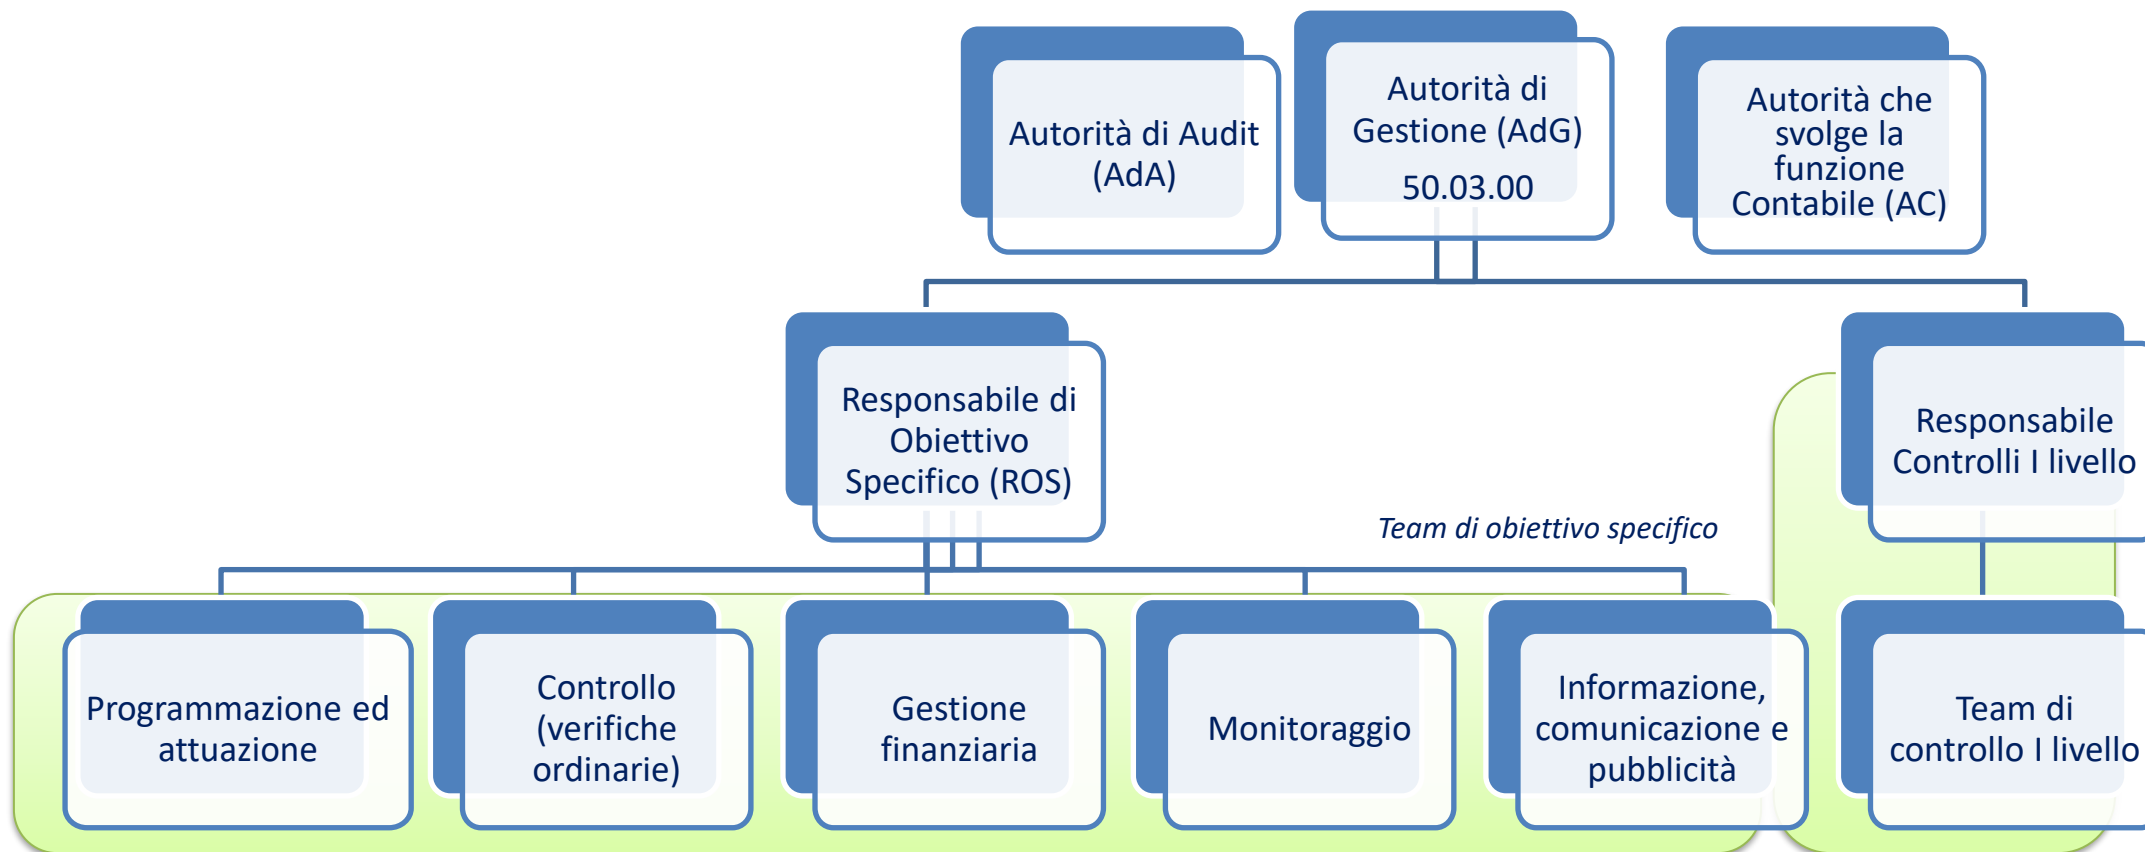 Autorità di Audit
(AdA)
Autorità di
Gestione (AdG)
50.03.00
Autorità che
svolge la
funzione
Contabile (AC)
Responsabile di
Obiettivo
Specifico (ROS)
Responsabile
Controlli I livello
Team di obiettivo specifico
Programmazione ed
attuazione
Controllo
(verifiche
ordinarie)
Gestione
finanziaria
Monitoraggio
Informazione,
comunicazione e
pubblicità
Team di
controllo I livello